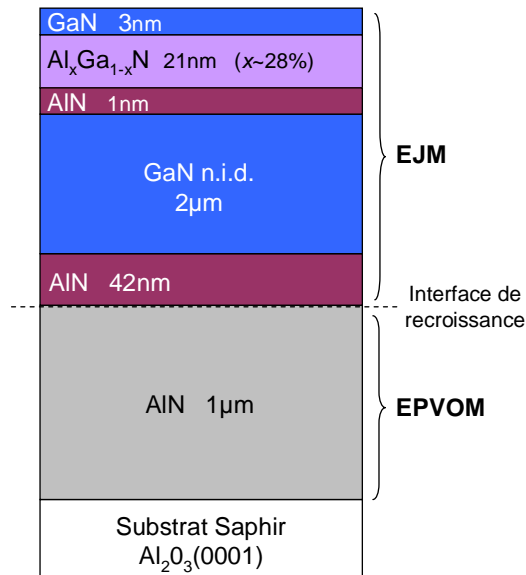 GaN 3nm
AlxGa1-xN 21nm (x~28%)
AlN 1nm
GaN n.i.d.
2µm
EJM
AlN 42nm
Interface de
recroissance
AlN 1µm
EPVOM
Substrat Saphir
Al203(0001)